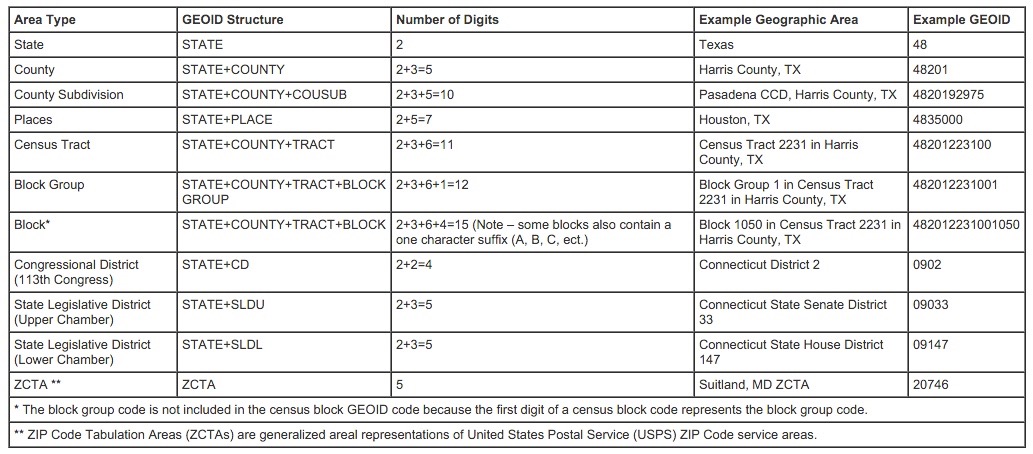 Area Type GEOID Structure Number of Digits Example Geographic Area Example GEOID
State STATE 2 Texas 48
County STATE+COUNTY 2+3=5 Harris County, TX 48201
County Subdivision STATE+COUNTY+COUSUB 2+3+5=10 Pasadena CCD, Harris County, TX 4820192975
Places STATE+PLACE 2+5=7 Houston, TX 4835000
Census Tract STATE+COUNTY+TRACT 2+3+6=11 Census Tract 2231 in Harris 48201223100
County, TX
Block Group STATE+COUNTY+TRACT+BLOCK 2+3+6+1=12 Block Group 1 in Census Tract 482012231001
GROUP 2231 in Harris County, TX
Block* STATE+COUNTY+TRACT+BLOCK 2+3+6+4=15 (Note – some blocks also contain a Block 1050 in Census Tract 2231 in 482012231001050
one character suffix (A, B, C, ect.) Harris County, TX
Congressional District STATE+CD 2+2=4 Connecticut District 2 0902
(113th Congress)
State Legislative District STATE+SLDU 2+3=5 Connecticut State Senate District 09033
(Upper Chamber) 33
State Legislative District STATE+SLDL 2+3=5 Connecticut State House District 09147
(Lower Chamber) 147
ZCTA ** ZCTA 5 Suitland, MD ZCTA 20746
* The block group code is not included in the census block GEOID code because the first digit of a census block code represents the block group code.
** ZIP Code Tabulation Areas (ZCTAs) are generalized areal representations of United States Postal Service (USPS) ZIP Code service areas.